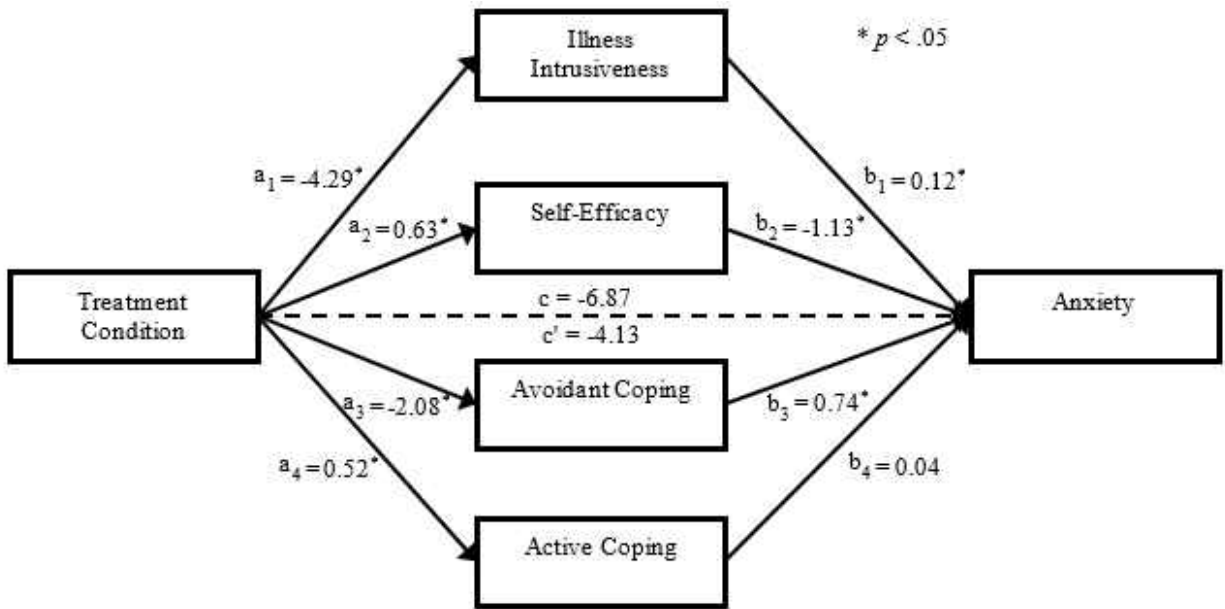 Illness
Intrusiveness
* p < .05
a₁ = -4.29*
b₁ = 0.12*
Self-Efficacy
a₂ = 0.63*
b₂ = -1.13*
Treatment
Condition
c = -6.87
c' = -4.13
Anxiety
Avoidant Coping
a₃ = -2.08*
b₃ = 0.74*
a₄ = 0.52*
b₄ = 0.04
Active Coping